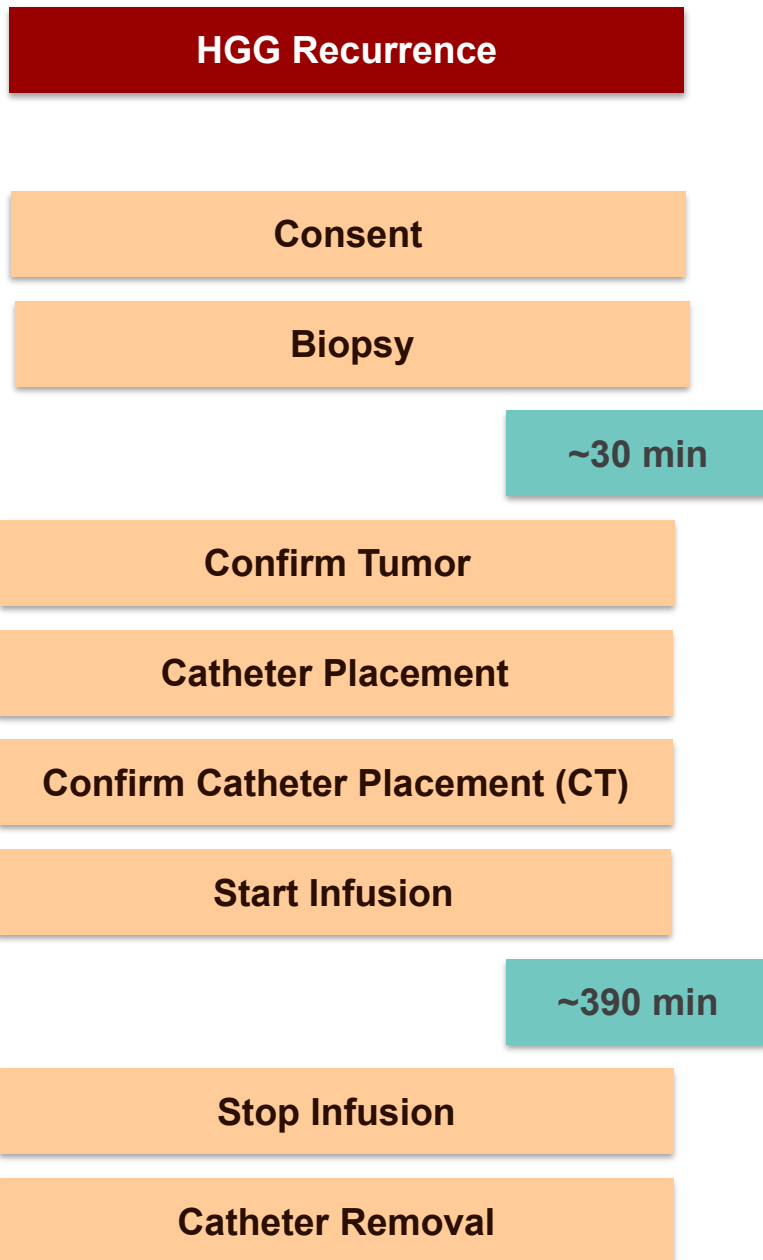 HGG Recurrence
Consent
Biopsy
~30 min
Confirm Tumor
Catheter Placement
Confirm Catheter Placement (CT)
Start Infusion
~390 min
Stop Infusion
Catheter Removal